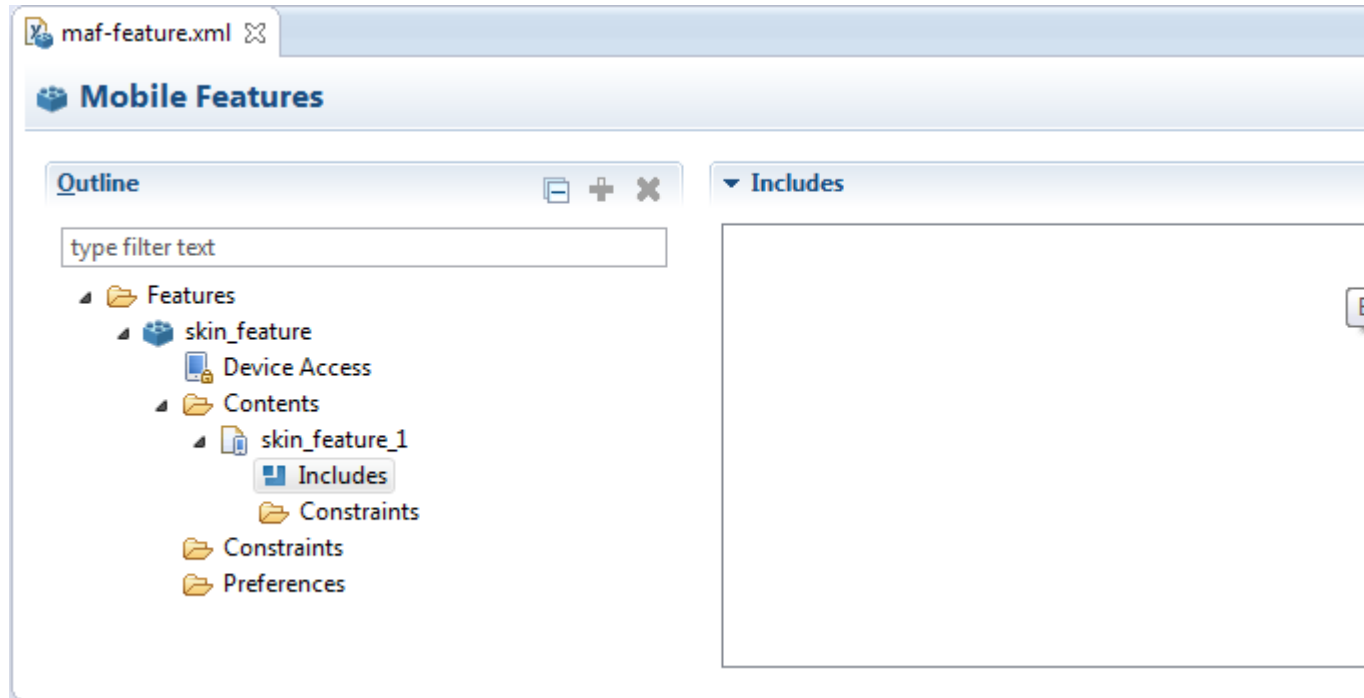 maf-feature.xml
Mobile Features
Outline
Includes
type filter text
Features
skin_feature
Device Access
Contents
skin_feature_1
Includes
Constraints
Constraints
Preferences